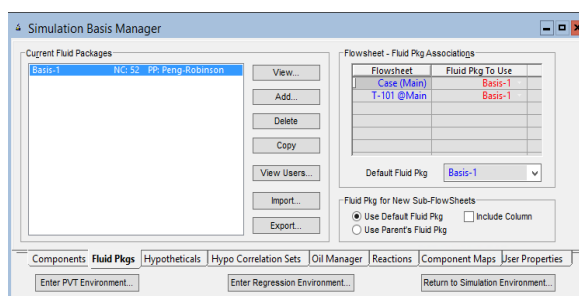 Simulation Basis Manager
Current Fluid Packages
Basis-1 NC: 52 PP: Peng-Robinson
View...
Add...
Delete
Copy
View Users...
Import...
Export...
Flowsheet - Fluid Pkg Associations
Flowsheet Fluid Pkg To Use
Case (Main) Basis-1
T-101 @Main Basis-1
Default Fluid Pkg Basis-1
Fluid Pkg for New Sub-FlowSheets
Use Default Fluid Pkg Include Column
Use Parent's Fluid Pkg
Components Fluid Pkgs Hypotheticals Hypo Correlation Sets Oil Manager Reactions Component Maps User Properties
Enter PVT Environment... Enter Regression Environment... Return to Simulation Environment...